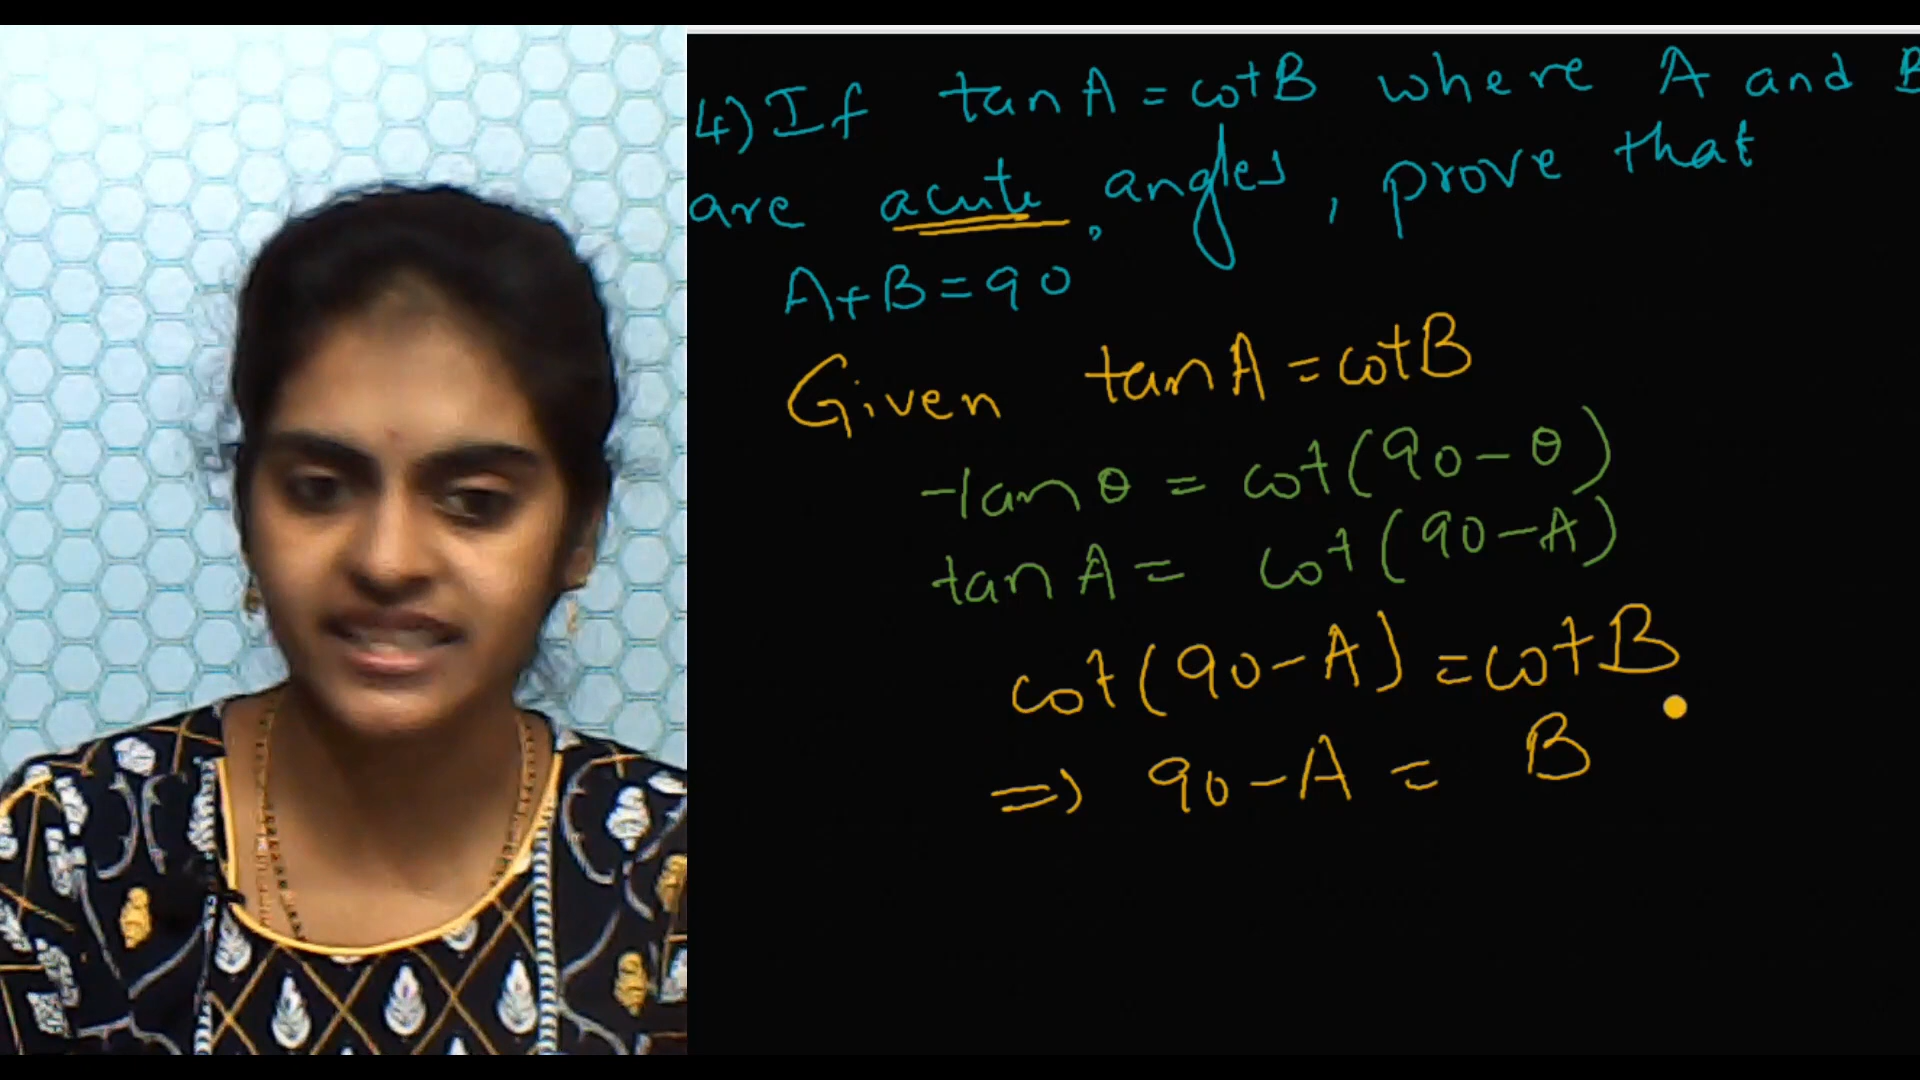 4) If tan A = cot B where A and B
are acute, angles, prove that
A+B=90
Given tan A = cot B
tan θ = cot (90-θ)
tan A = cot (90-A)
cot (90-A) = cot B
⇒ 90-A = B